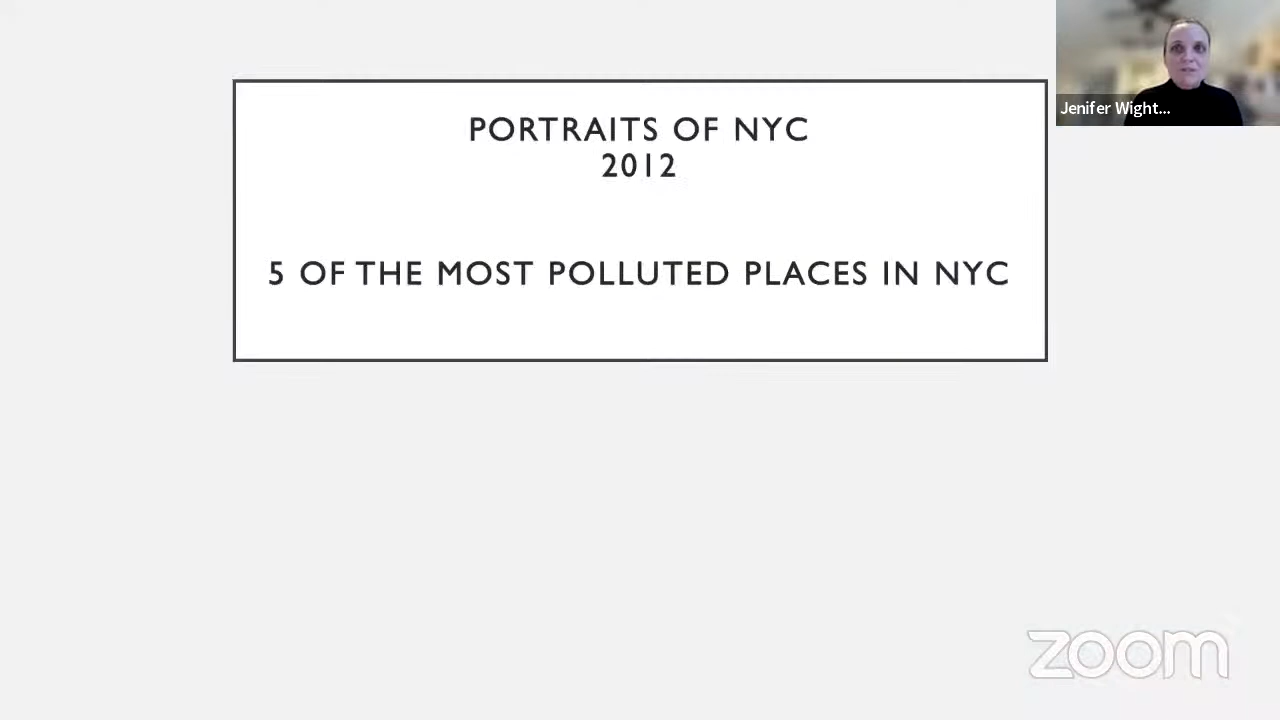 PORTRAITS OF NYC
2012
5 OF THE MOST POLLUTED PLACES IN NYC
Jenifer Wight...
zoom